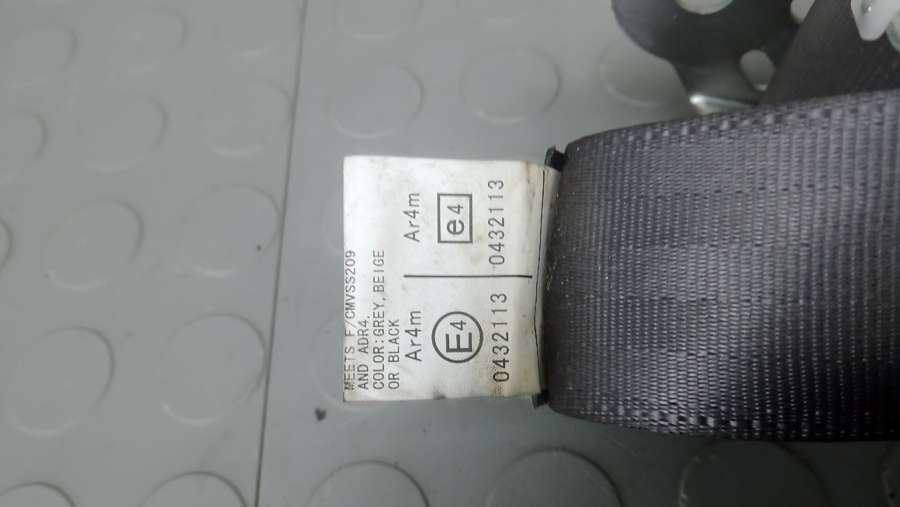 MEETS F/CMVSS209
AND ADR4.
COLOR:GREY,BEIGE
OR BLACK
Ar4m
E4
0432113
Ar4m
e4
0432113